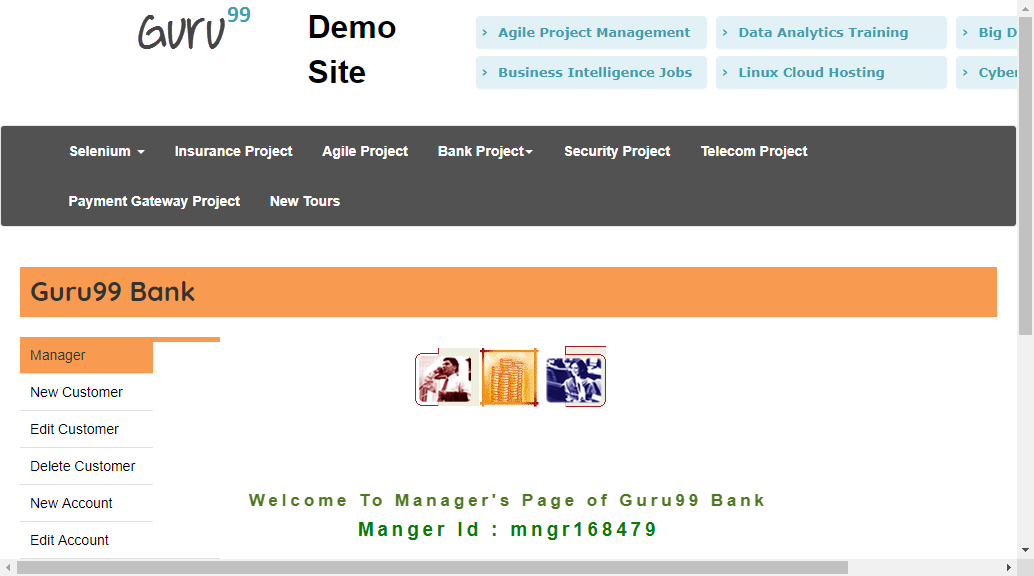 Guru99
Demo
Site
Agile Project Management
Data Analytics Training
Big D
Business Intelligence Jobs
Linux Cloud Hosting
Cyber
Selenium
Insurance Project
Agile Project
Bank Project
Security Project
Telecom Project
Payment Gateway Project
New Tours
Guru99 Bank
Manager
New Customer
Edit Customer
Delete Customer
New Account
Edit Account
Welcome To Manager's Page of Guru99 Bank
Manger Id : mngr168479